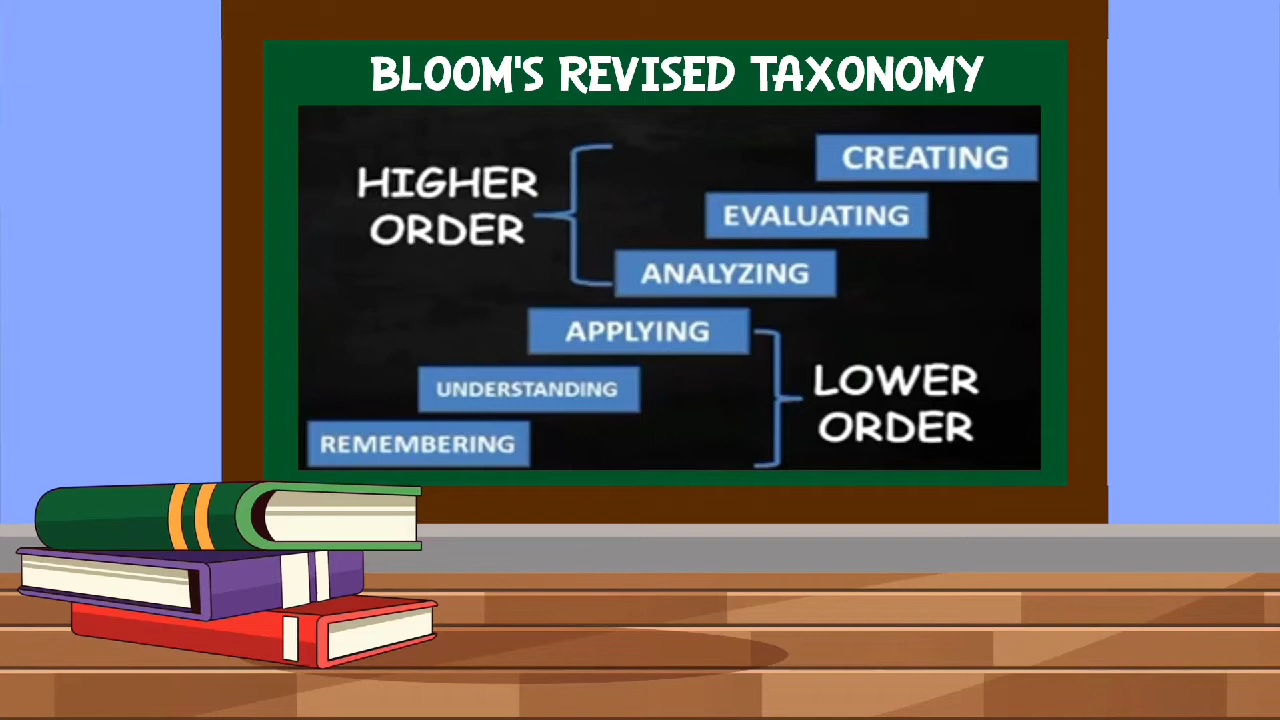 BLOOM'S REVISED TAXONOMY
HIGHER
ORDER
CREATING
EVALUATING
ANALYZING
APPLYING
UNDERSTANDING
REMEMBERING
LOWER
ORDER